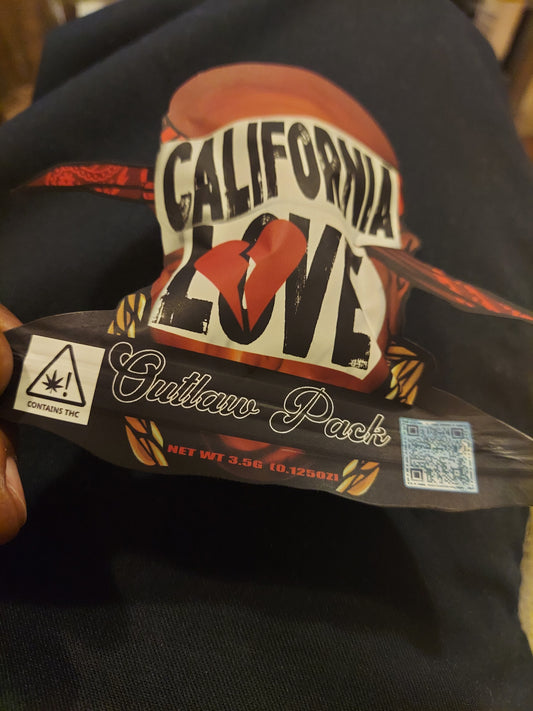 CALIFORNIA
LOVE
Outlaw Pack
CONTAINS THC
NET WT 3.5G (0.125OZ)